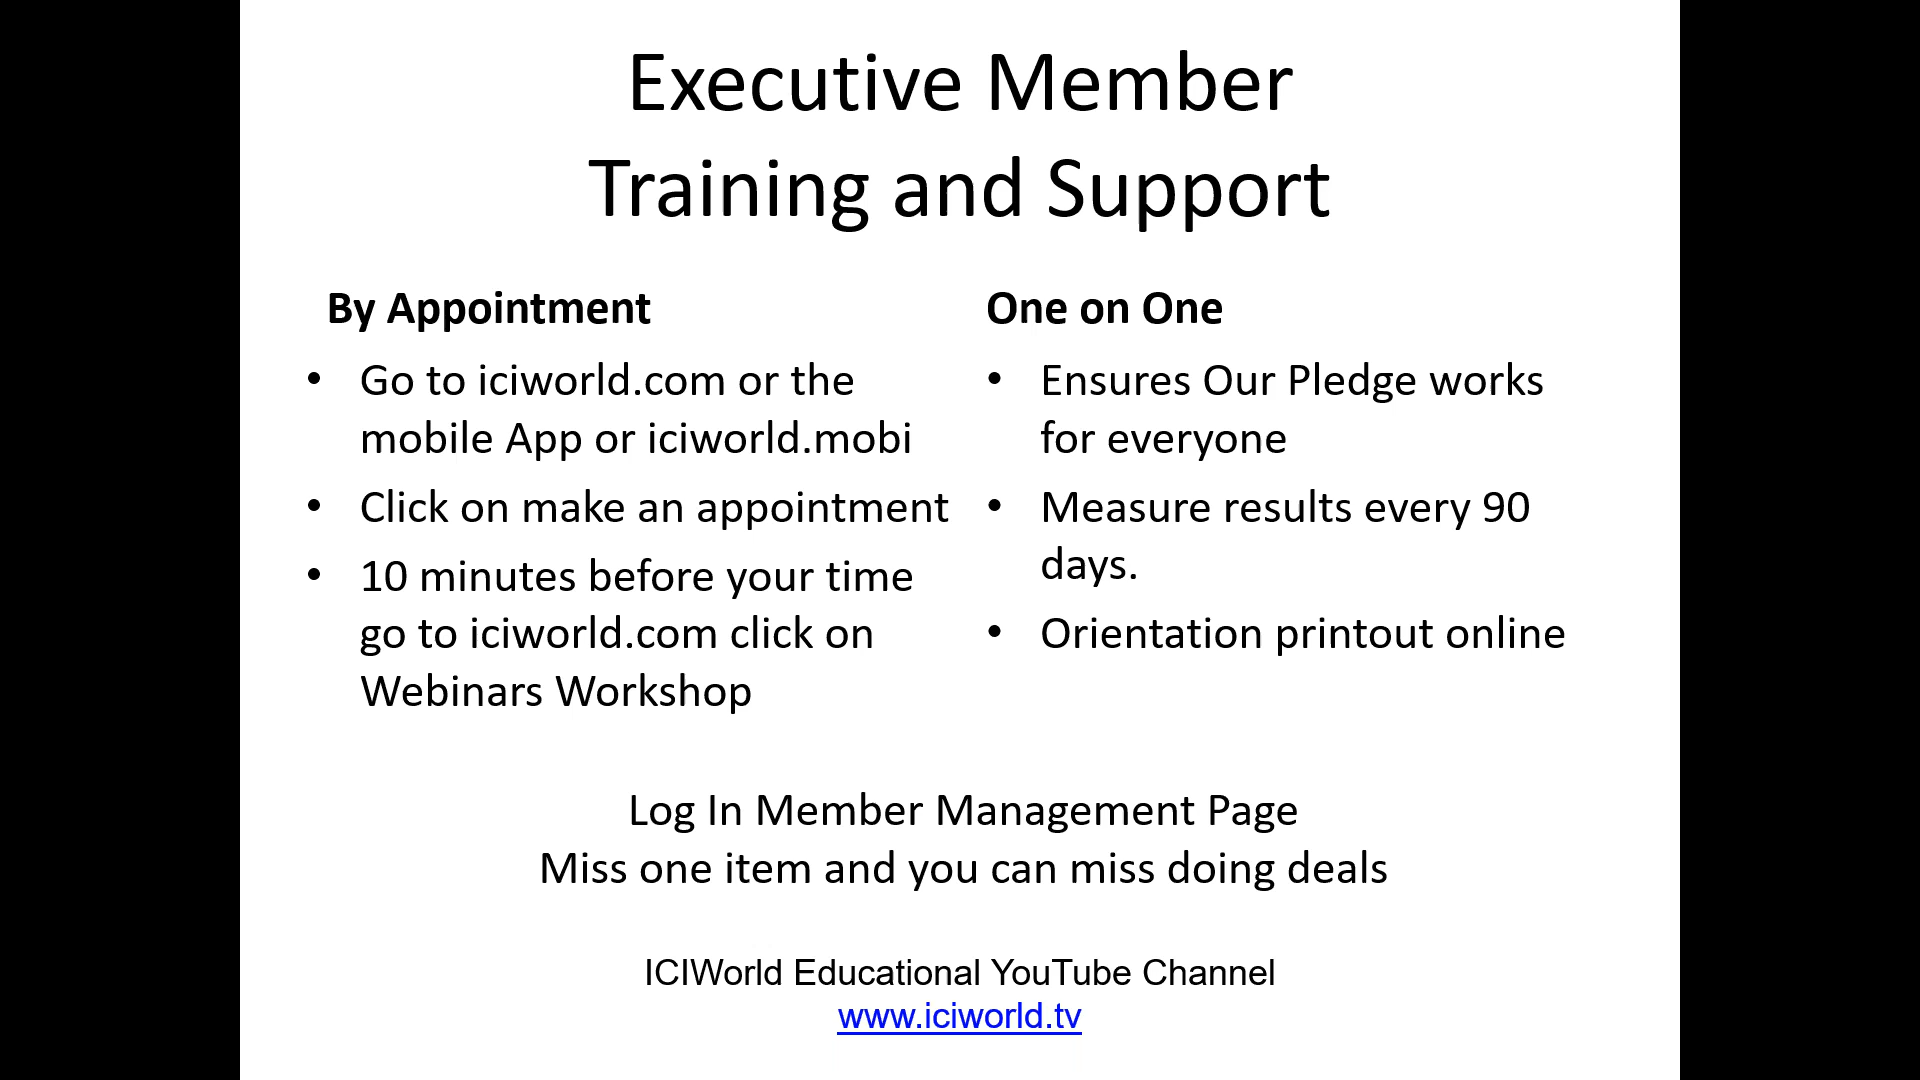 Executive Member
Training and Support
By Appointment
• Go to iciworld.com or the
mobile App or iciworld.mobi
• Click on make an appointment
• 10 minutes before your time
go to iciworld.com click on
Webinars Workshop
One on One
• Ensures Our Pledge works
for everyone
• Measure results every 90
days.
• Orientation printout online
Log In Member Management Page
Miss one item and you can miss doing deals
ICIWorld Educational YouTube Channel
www.iciworld.tv